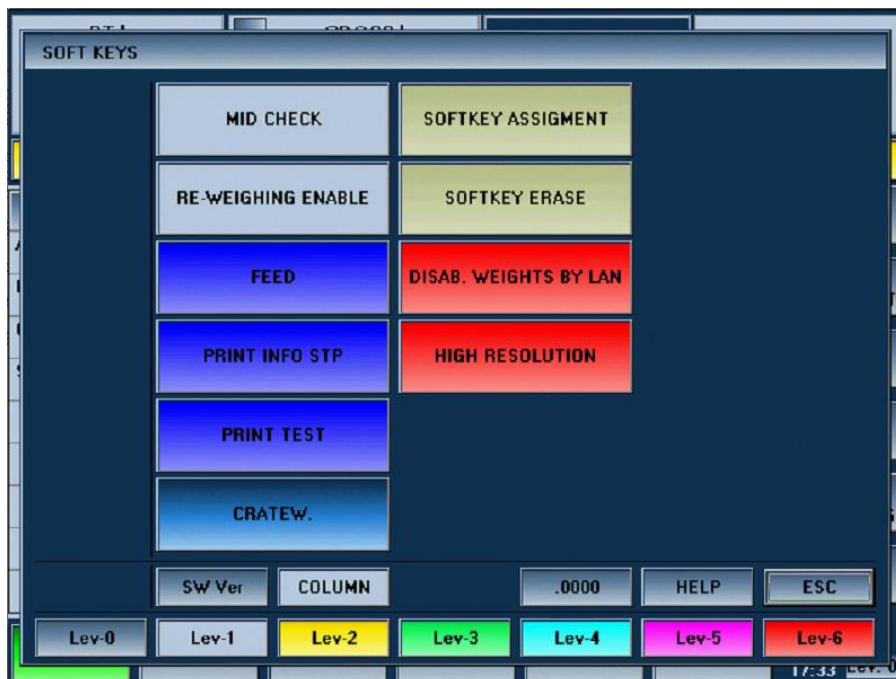 SOFT KEYS
MID CHECK
SOFTKEY ASSIGMENT
RE-WEIGHING ENABLE
SOFTKEY ERASE
FEED
DISAB. WEIGHTS BY LAN
PRINT INFO STP
HIGH RESOLUTION
PRINT TEST
CRATEW.
SW Ver
COLUMN
.0000
HELP
ESC
Lev-0
Lev-1
Lev-2
Lev-3
Lev-4
Lev-5
Lev-6
17:33
Lev. 0